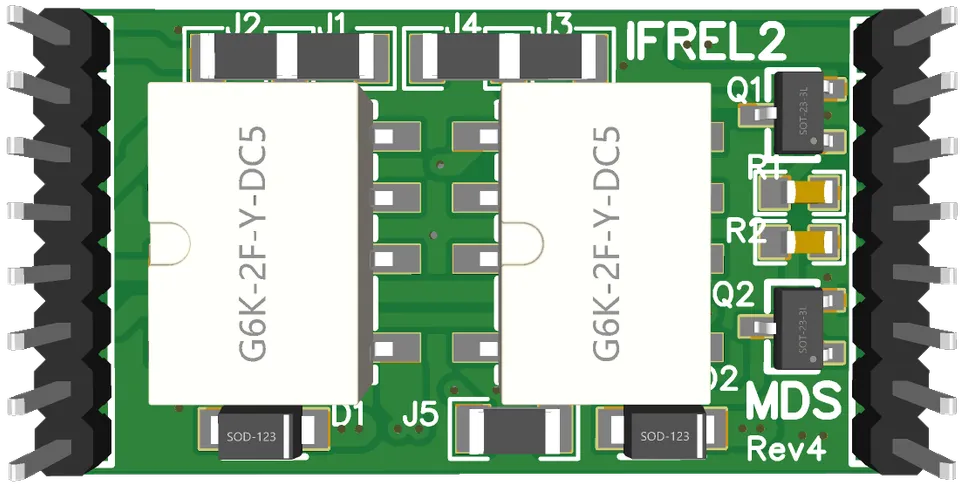 J2 J1 J4 J3 IFREL2
Q1
SOT-23-3L
G6K-2F-Y-DC5
G6K-2F-Y-DC5
R1
R2
Q2
SOT-23-3L
D2
D1 J5 MDS
SOD-123
SOD-123
Rev4